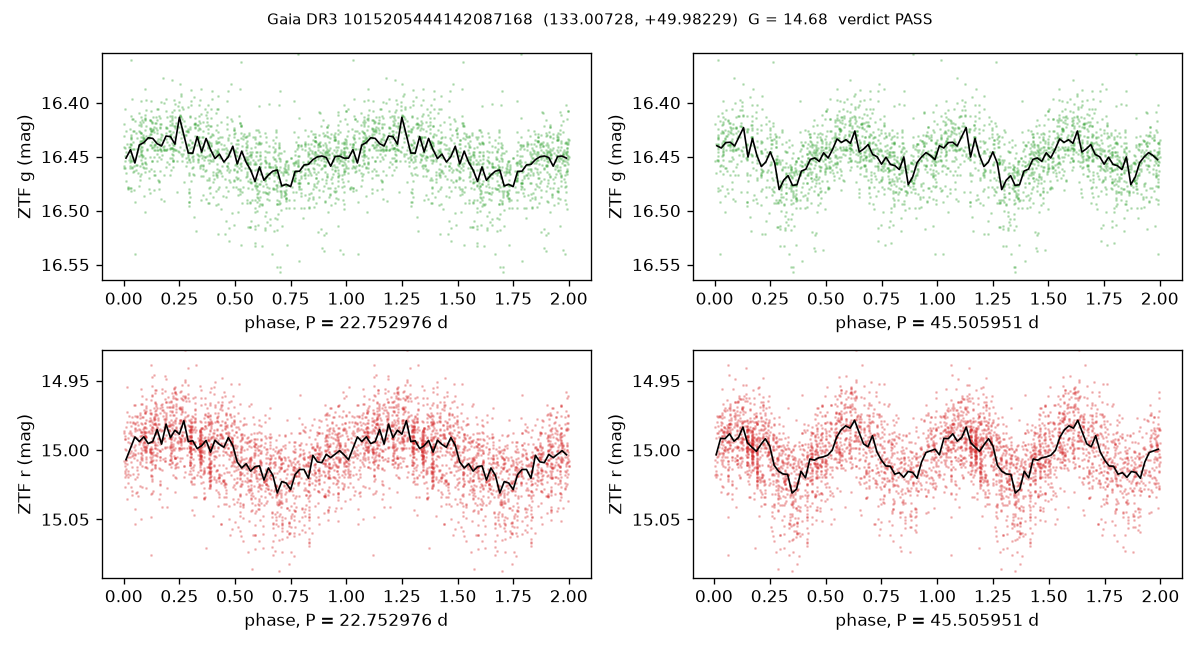 Gaia DR3 1015205444142087168  (133.00728, +49.98229)  G = 14.68  verdict PASS
ZTF g (mag)
16.40
16.45
16.50
16.55
0.00 0.25 0.50 0.75 1.00 1.25 1.50 1.75 2.00
phase, P = 22.752976 d
ZTF g (mag)
16.40
16.45
16.50
16.55
0.00 0.25 0.50 0.75 1.00 1.25 1.50 1.75 2.00
phase, P = 45.505951 d
ZTF r (mag)
14.95
15.00
15.05
0.00 0.25 0.50 0.75 1.00 1.25 1.50 1.75 2.00
phase, P = 22.752976 d
ZTF r (mag)
14.95
15.00
15.05
0.00 0.25 0.50 0.75 1.00 1.25 1.50 1.75 2.00
phase, P = 45.505951 d